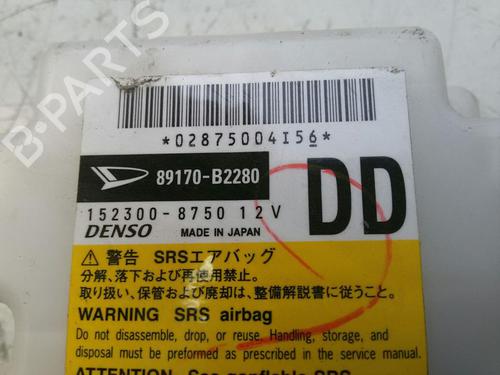 *02875004I56*
89170-B2280
DD
152300-8750 12V
DENSO MADE IN JAPAN
警告 SRSエアバッグ
分解、落下および再使用禁止。
取り扱い、保管および廃却は、整備解説書に従うこと。
WARNING SRS airbag
Do not disassemble, drop, or reuse. Handling, storage, and
disposal must be preformed as prescribed in the service manual.
ATTENTION Sac gonflable SRS
B-PARTS